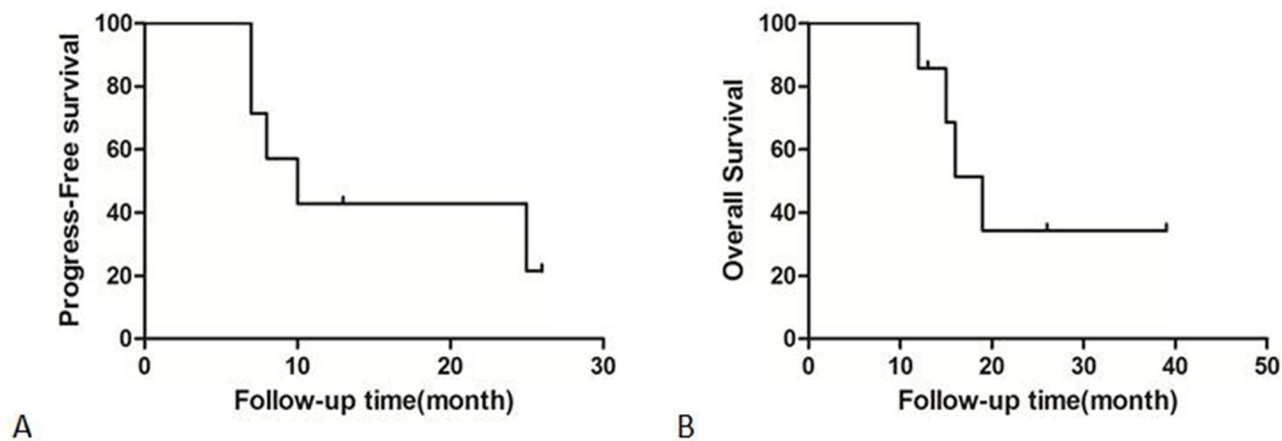 100
80
60
40
20
0
Progress-Free survival
0 10 20 30
Follow-up time(month)
A
100
80
60
40
20
0
Overall Survival
0 10 20 30 40 50
Follow-up time(month)
B